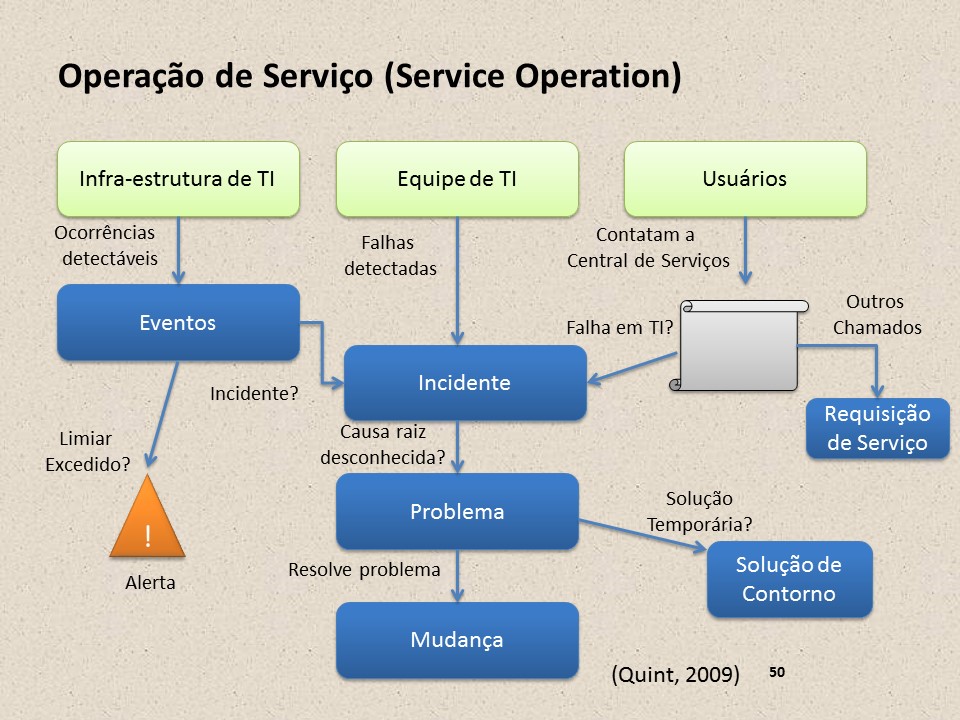 Operação de Serviço (Service Operation)
Infra-estrutura de TI
Equipe de TI
Usuários
Ocorrências
detectáveis
Falhas
detectadas
Contatam a
Central de Serviços
Eventos
Falha em TI?
Outros
Chamados
Incidente?
Incidente
Requisição
de Serviço
Limiar
Excedido?
Causa raiz
desconhecida?
!
Alerta
Problema
Solução
Temporária?
Resolve problema
Solução de
Contorno
Mudança
(Quint, 2009)
50